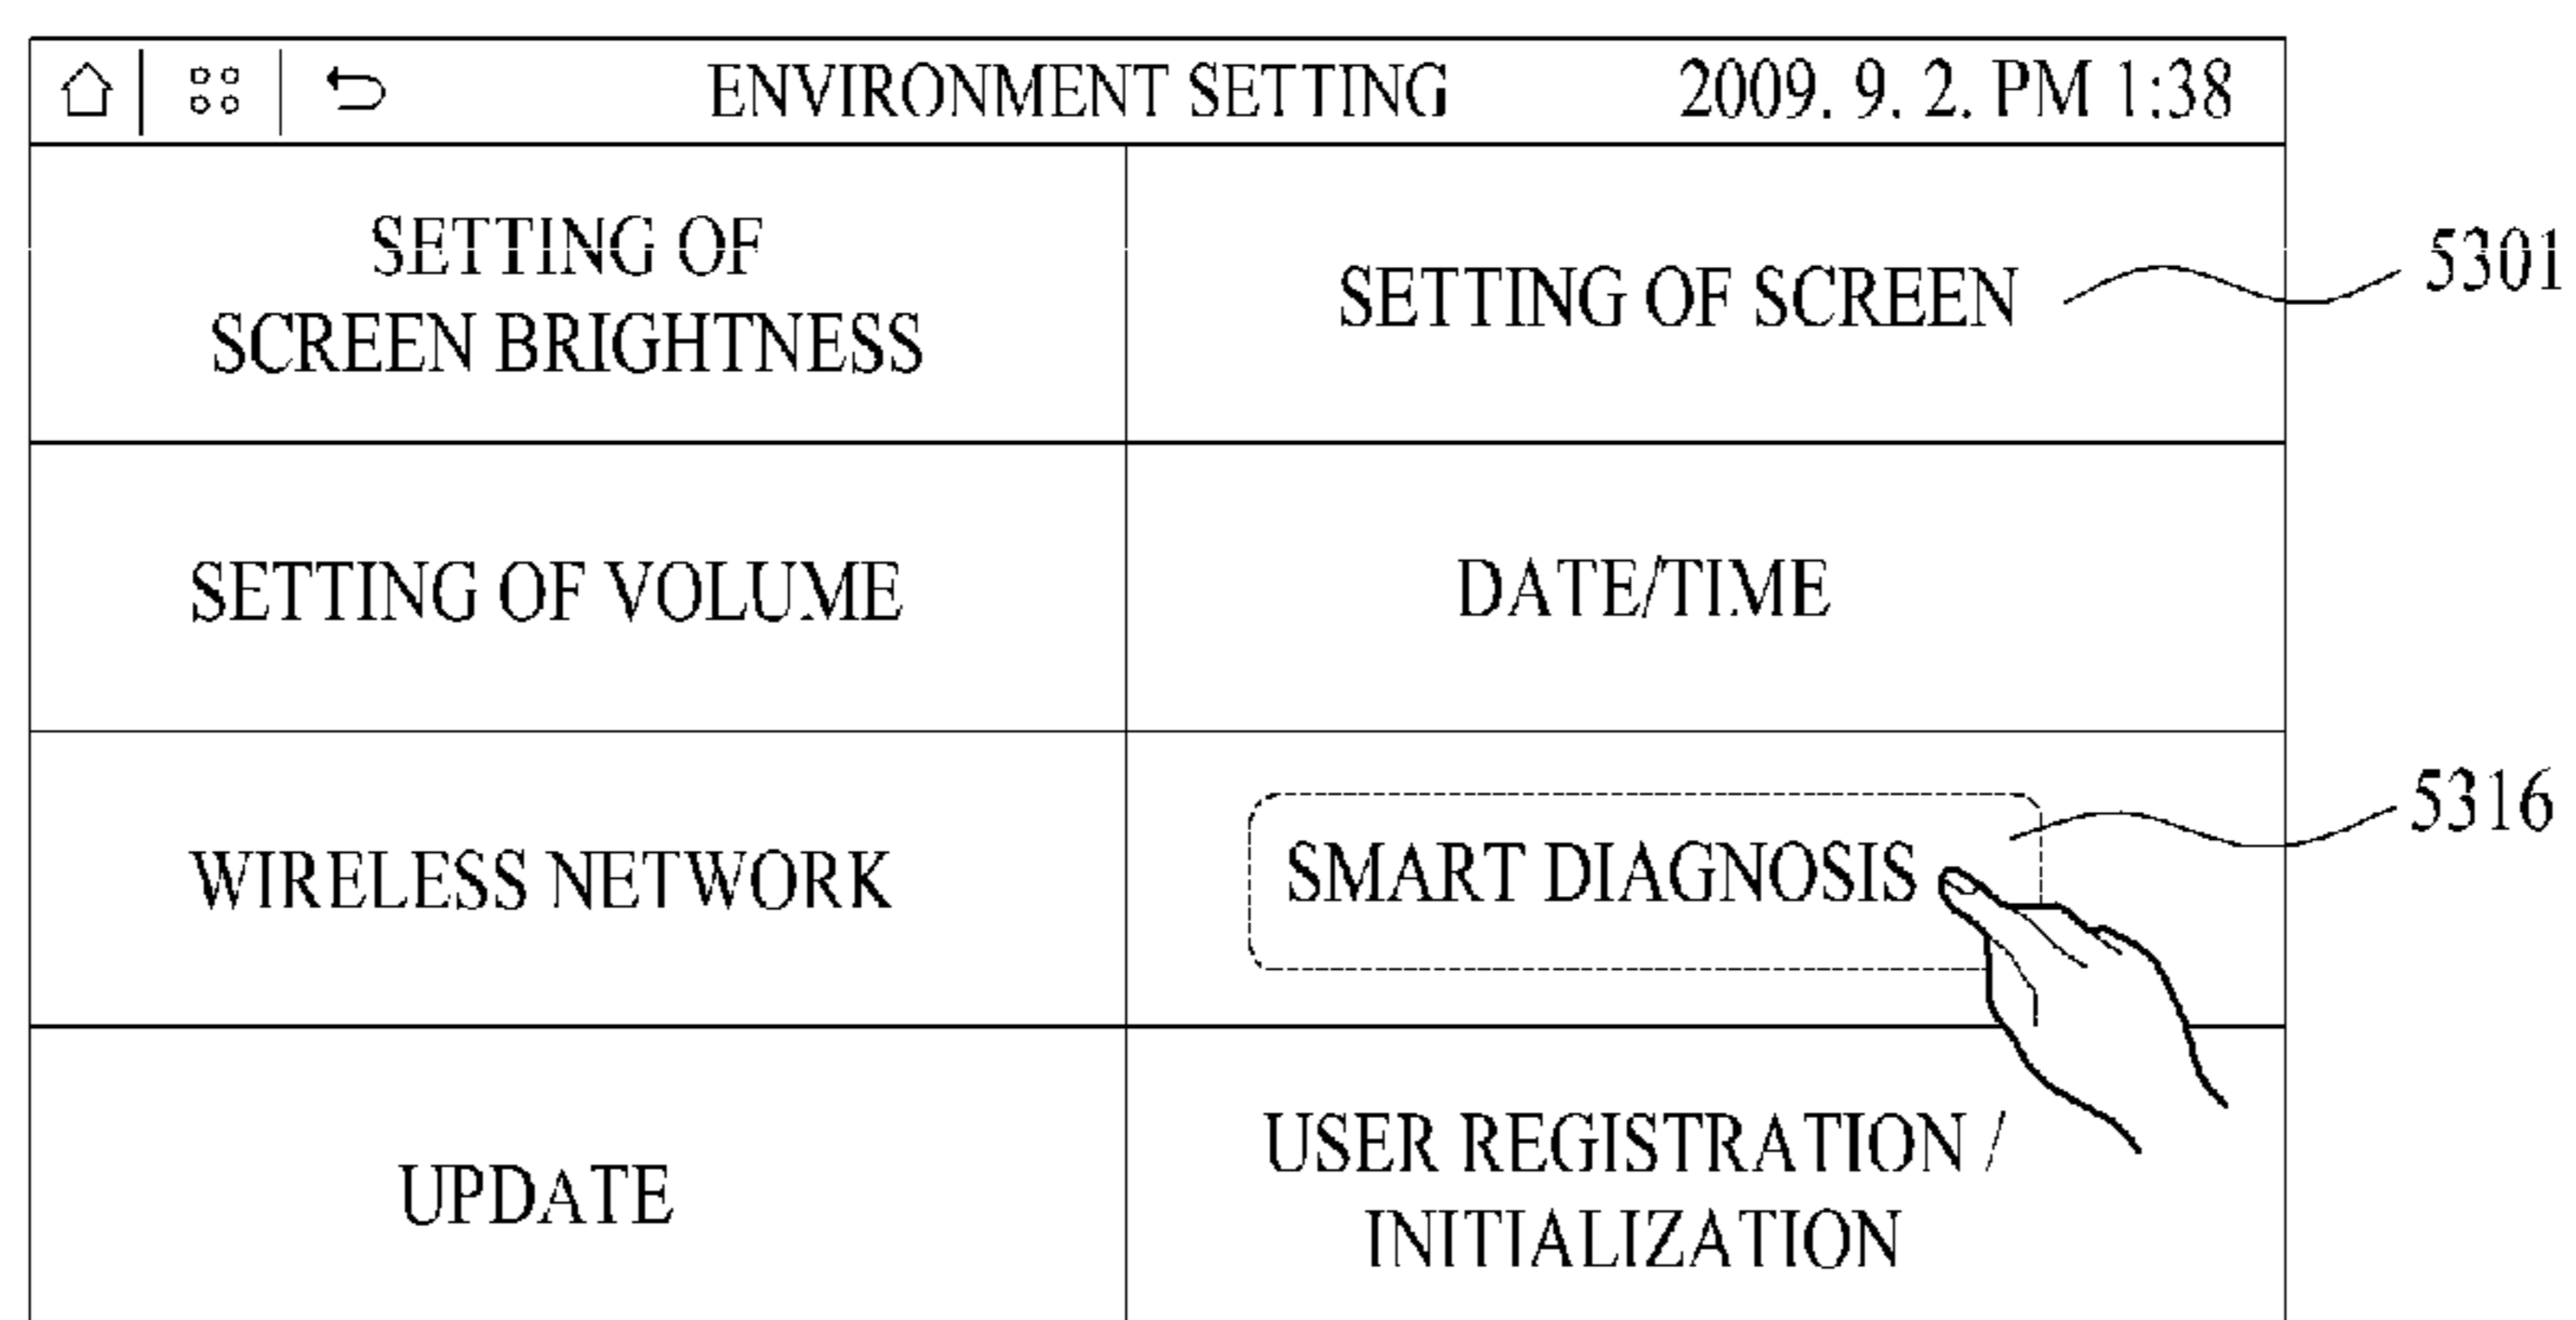 ENVIRONMENT SETTING 2009. 9. 2. PM 1:38
SETTING OF
SCREEN BRIGHTNESS
SETTING OF SCREEN
5301
SETTING OF VOLUME
DATE/TIME
WIRELESS NETWORK
SMART DIAGNOSIS
5316
UPDATE
USER REGISTRATION /
INITIALIZATION